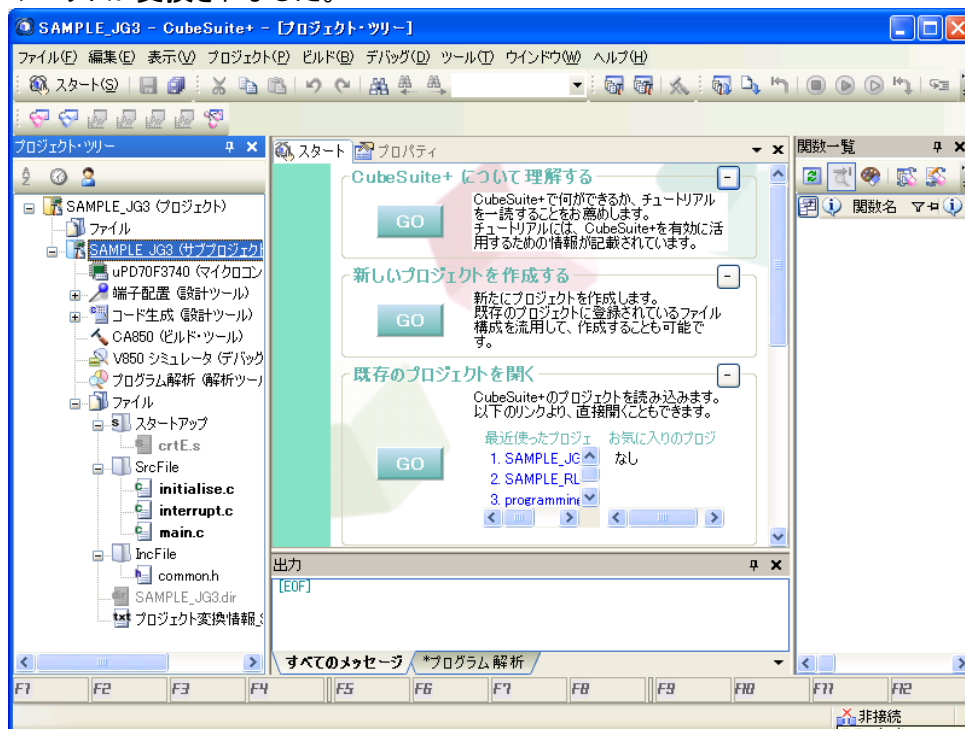 SAMPLE_JG3 - CubeSuite+ - [プロジェクト・ツリー]
ファイル(F) 編集(E) 表示(V) プロジェクト(P) ビルド(B) デバッグ(D) ツール(T) ウインドウ(W) ヘルプ(H)
スタート(S)
プロジェクト・ツリー
SAMPLE_JG3 (プロジェクト)
ファイル
SAMPLE_JG3 (サブプロジェクト
uPD70F3740 (マイクロコン
端子配置 (設計ツール)
コード生成 (設計ツール)
CA850 (ビルド・ツール)
V850 シミュレータ (デバッグ
プログラム解析 (解析ツール
ファイル
スタートアップ
crtE.s
SrcFile
initialise.c
interrupt.c
main.c
IncFile
common.h
SAMPLE_JG3.dir
プロジェクト変換情報_
スタート プロパティ
CubeSuite+ について理解する
GO
CubeSuite+で何ができるか、チュートリアル
を一読することをお薦めします。
チュートリアルには、CubeSuite+を有効に活
用するための情報が記載されています。
新しいプロジェクトを作成する
GO
新たにプロジェクトを作成します。
既存のプロジェクトに登録されているファイル
構成を流用して、作成することも可能で
す。
既存のプロジェクトを開く
GO
CubeSuite+のプロジェクトを読み込みます。
以下のリンクより、直接開くこともできます。
最近使ったプロジェ お気に入りのプロジ
1. SAMPLE_JG なし
2. SAMPLE_RL
3. programming
出力
[EOF]
すべてのメッセージ *プログラム解析
関数一覧
関数名
F1 F2 F3 F4 F5 F6 F7 F8 F9 F10 F11 F12
非接続